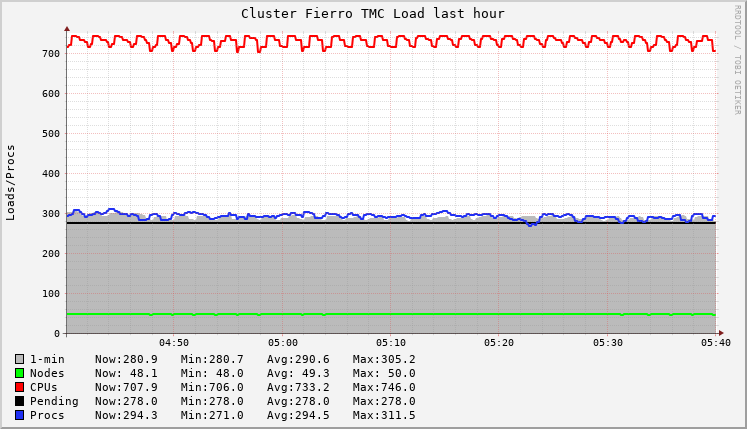 Cluster Fierro TMC Load last hour
RRDTOOL / TOBI OETIKER
Loads/Procs
700
600
500
400
300
200
100
0
04:50 05:00 05:10 05:20 05:30 05:40
1-min Now:280.9 Min:280.7 Avg:290.6 Max:305.2
Nodes Now: 48.1 Min: 48.0 Avg: 49.3 Max: 50.0
CPUs Now:707.9 Min:706.0 Avg:733.2 Max:746.0
Pending Now:278.0 Min:278.0 Avg:278.0 Max:278.0
Procs Now:294.3 Min:271.0 Avg:294.5 Max:311.5